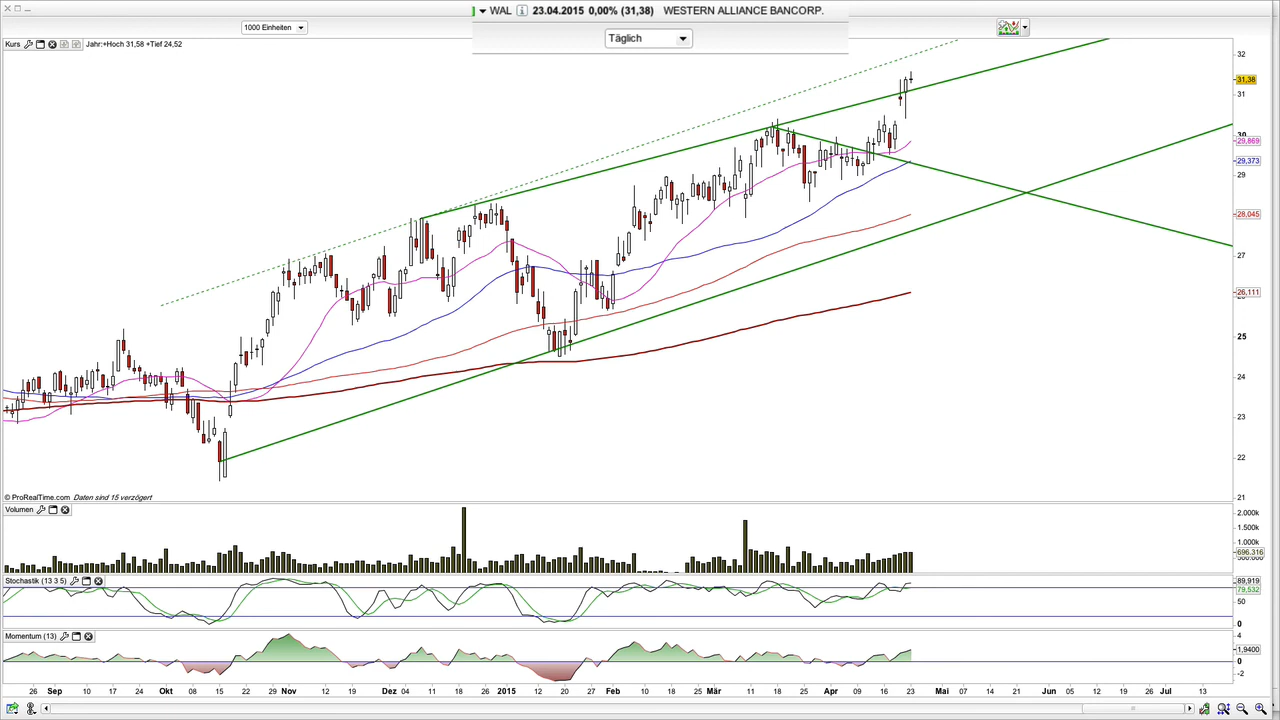 WAL 23.04.2015 0,00% (31,38) WESTERN ALLIANCE BANCORP.
1000 Einheiten
Täglich
Kurs Jahr:+Hoch 31,58 +Tief 24,52
32
31,38
31
30
29,869
29,373
29
28,045
27
26,111
25
24
23
22
21
© ProRealTime.com Daten sind 15 verzögert
Volumen
2.000k
1.500k
1.000k
696.316
Stochastik (13 3 5)
89,919
79,532
50
0
Momentum (13)
4
1,9400
0
-2
26 Sep 10 17 24 Okt 08 15 22 29 Nov 12 19 Dez 04 11 18 26 2015 12 20 27 Feb 10 18 25 Mär 11 18 25 Apr 09 16 23 Mai 07 14 21 Jun 05 12 19 26 Jul 13